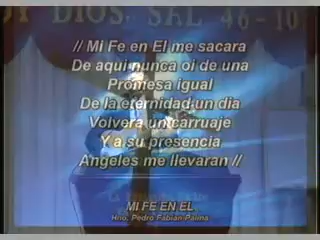 DIOS. SAL 46-10
// Mi Fe en El me sacara
De aqui nunca oi de una
Promesa igual
De la eternidad un dia
Volvera un carruaje
Y a su presencia
Angeles me llevaran //
MI FE EN EL
Hno. Pedro Fabian Palma